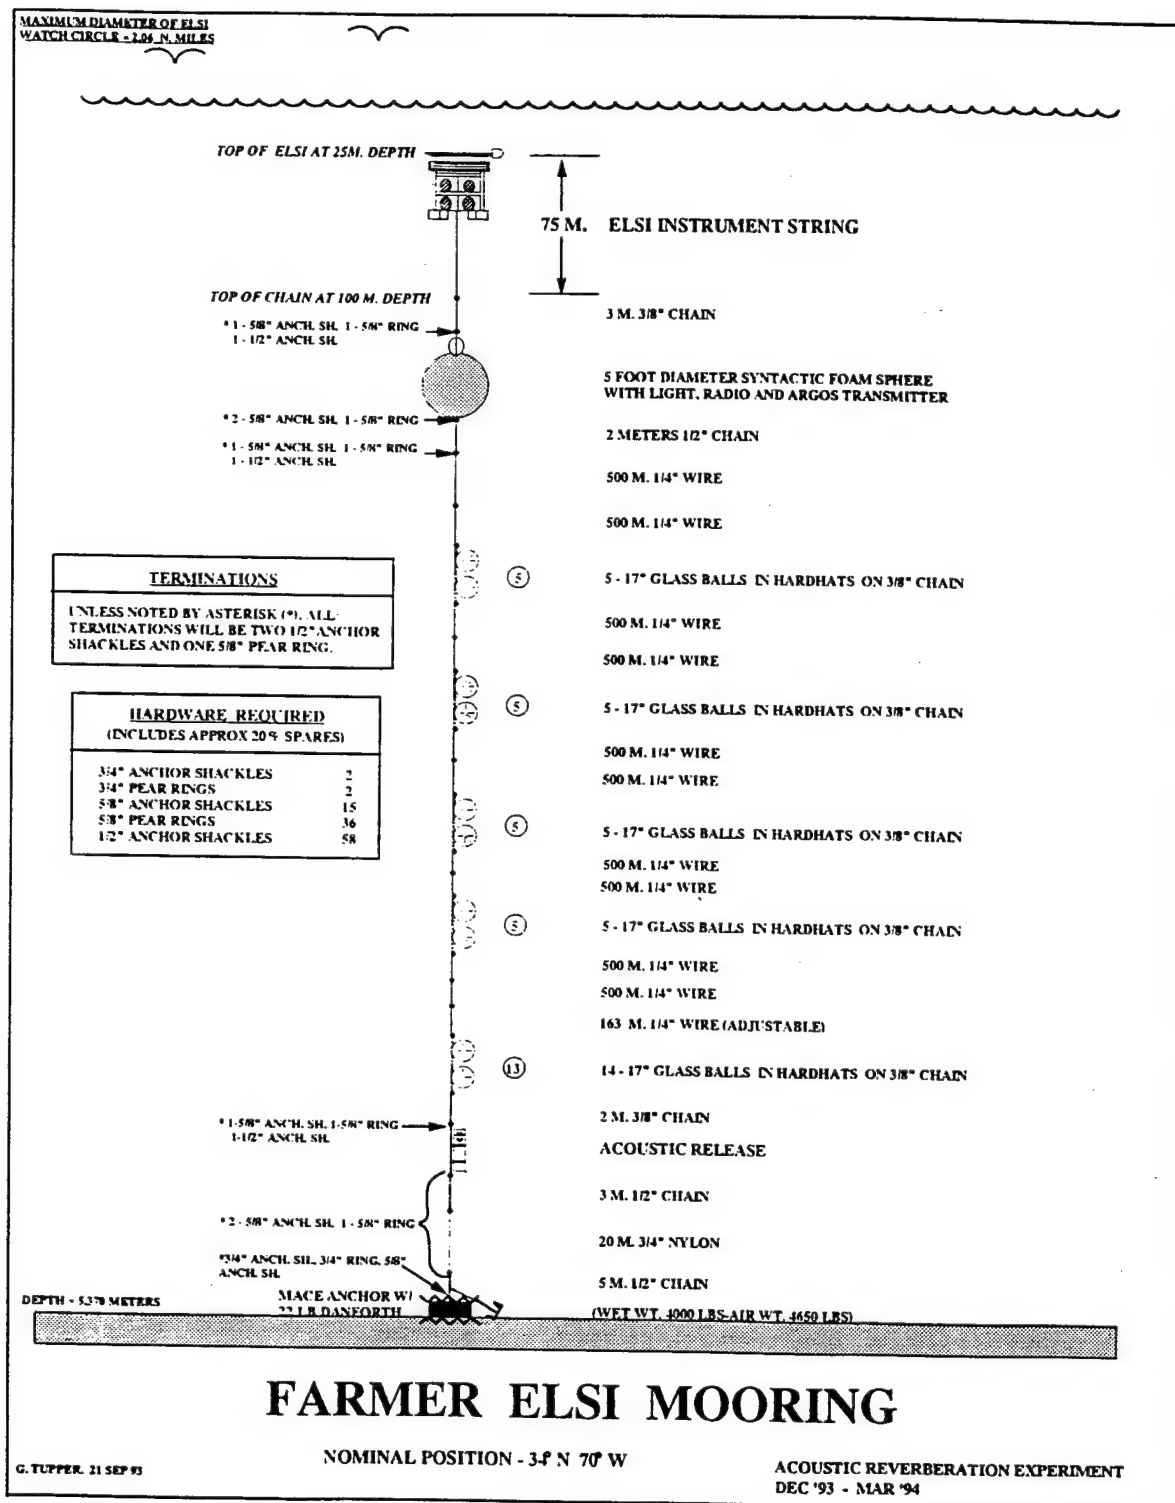 MAXIMUM DIAMETER OF ELSI
WATCH CIRCLE - 2.06 N. MILES
TOP OF ELSI AT 25M. DEPTH
75 M. ELSI INSTRUMENT STRING
TOP OF CHAIN AT 100 M. DEPTH
3 M. 3/8" CHAIN
* 1 - 5/8" ANCH. SH. 1 - 5/8" RING
1 - 1/2" ANCH. SH.
5 FOOT DIAMETER SYNTACTIC FOAM SPHERE
WITH LIGHT, RADIO AND ARGOS TRANSMITTER
* 2 - 5/8" ANCH. SH. 1 - 5/8" RING
2 METERS 1/2" CHAIN
* 1 - 5/8" ANCH. SH. 1 - 5/8" RING
1 - 1/2" ANCH. SH.
500 M. 1/4" WIRE
500 M. 1/4" WIRE
5
5 - 17" GLASS BALLS IN HARDHATS ON 3/8" CHAIN
TERMINATIONS
UNLESS NOTED BY ASTERISK (*), ALL
TERMINATIONS WILL BE TWO 1/2" ANCHOR
SHACKLES AND ONE 5/8" PEAR RING.
500 M. 1/4" WIRE
500 M. 1/4" WIRE
5
5 - 17" GLASS BALLS IN HARDHATS ON 3/8" CHAIN
HARDWARE REQUIRED
(INCLUDES APPROX 20% SPARES)
3/4" ANCHOR SHACKLES 2
3/4" PEAR RINGS 2
5/8" ANCHOR SHACKLES 15
5/8" PEAR RINGS 36
1/2" ANCHOR SHACKLES 58
500 M. 1/4" WIRE
500 M. 1/4" WIRE
5
5 - 17" GLASS BALLS IN HARDHATS ON 3/8" CHAIN
500 M. 1/4" WIRE
500 M. 1/4" WIRE
5
5 - 17" GLASS BALLS IN HARDHATS ON 3/8" CHAIN
500 M. 1/4" WIRE
500 M. 1/4" WIRE
163 M. 1/4" WIRE (ADJUSTABLE)
13
14 - 17" GLASS BALLS IN HARDHATS ON 3/8" CHAIN
2 M. 3/8" CHAIN
* 1-5/8" ANCH. SH. 1-5/8" RING
1-1/2" ANCH. SH.
ACOUSTIC RELEASE
3 M. 1/2" CHAIN
* 2 - 5/8" ANCH. SH. 1 - 5/8" RING
20 M. 3/4" NYLON
*3/4" ANCH. SH., 3/4" RING, 5/8"
ANCH. SH.
5 M. 1/2" CHAIN
DEPTH - 5,370 METERS
MACE ANCHOR W/
22 LB DANFORTH
(WET WT. 4000 LBS-AIR WT. 4650 LBS)
FARMER ELSI MOORING
NOMINAL POSITION - N 70° W
G. TUPPER. 21 SEP 93
ACOUSTIC REVERBERATION EXPERIMENT
DEC '93 - MAR '94